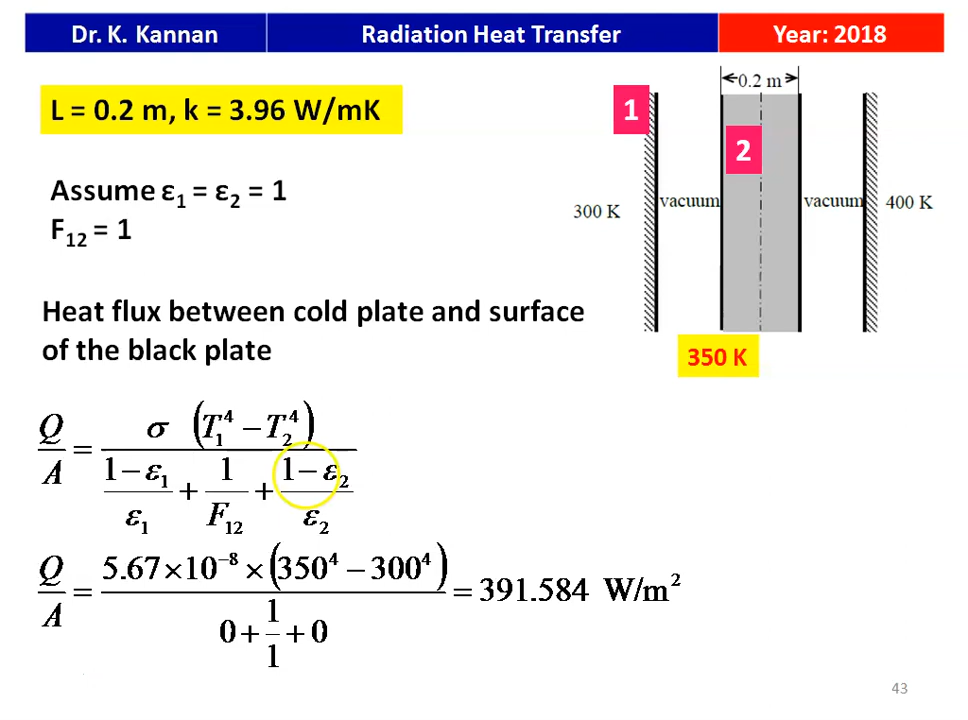 Dr. K. Kannan
Radiation Heat Transfer
Year: 2018
L = 0.2 m, k = 3.96 W/mK
0.2 m
1
2
Assume ε₁ = ε₂ = 1
F₁₂ = 1
300 K
vacuum
vacuum
400 K
350 K
Heat flux between cold plate and surface
of the black plate
Q/A = σ (T₁⁴ − T₂⁴) / ((1 − ε₁)/ε₁ + 1/F₁₂ + (1 − ε₂)/ε₂)
Q/A = 5.67×10⁻⁸ × (350⁴ − 300⁴) / (0 + 1/1 + 0) = 391.584 W/m²
43